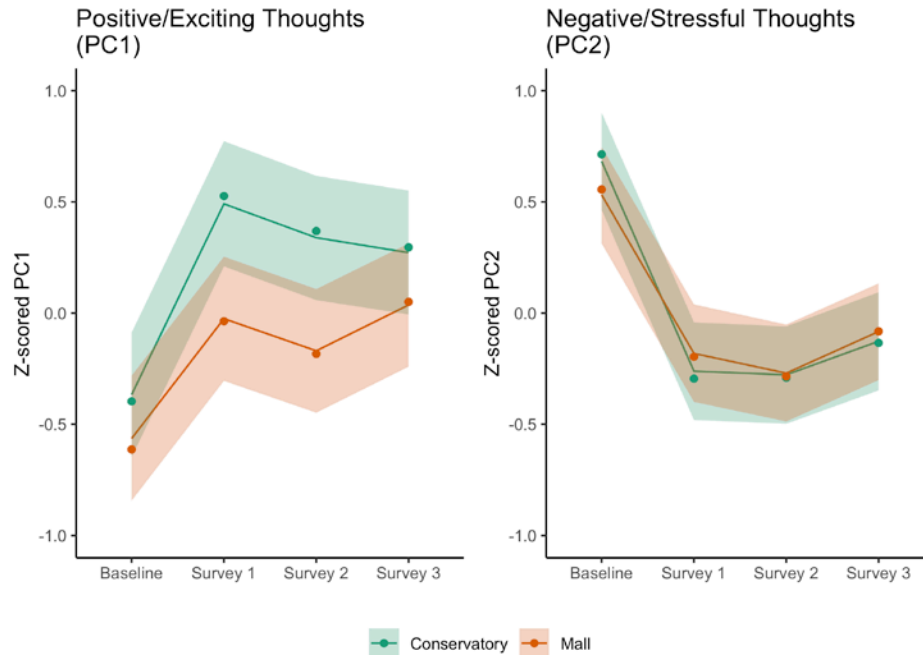 Positive/Exciting Thoughts
(PC1)
Z-scored PC1
1.0
0.5
0.0
-0.5
-1.0
Baseline
Survey 1
Survey 2
Survey 3
Negative/Stressful Thoughts
(PC2)
Z-scored PC2
1.0
0.5
0.0
-0.5
-1.0
Baseline
Survey 1
Survey 2
Survey 3
Conservatory
Mall